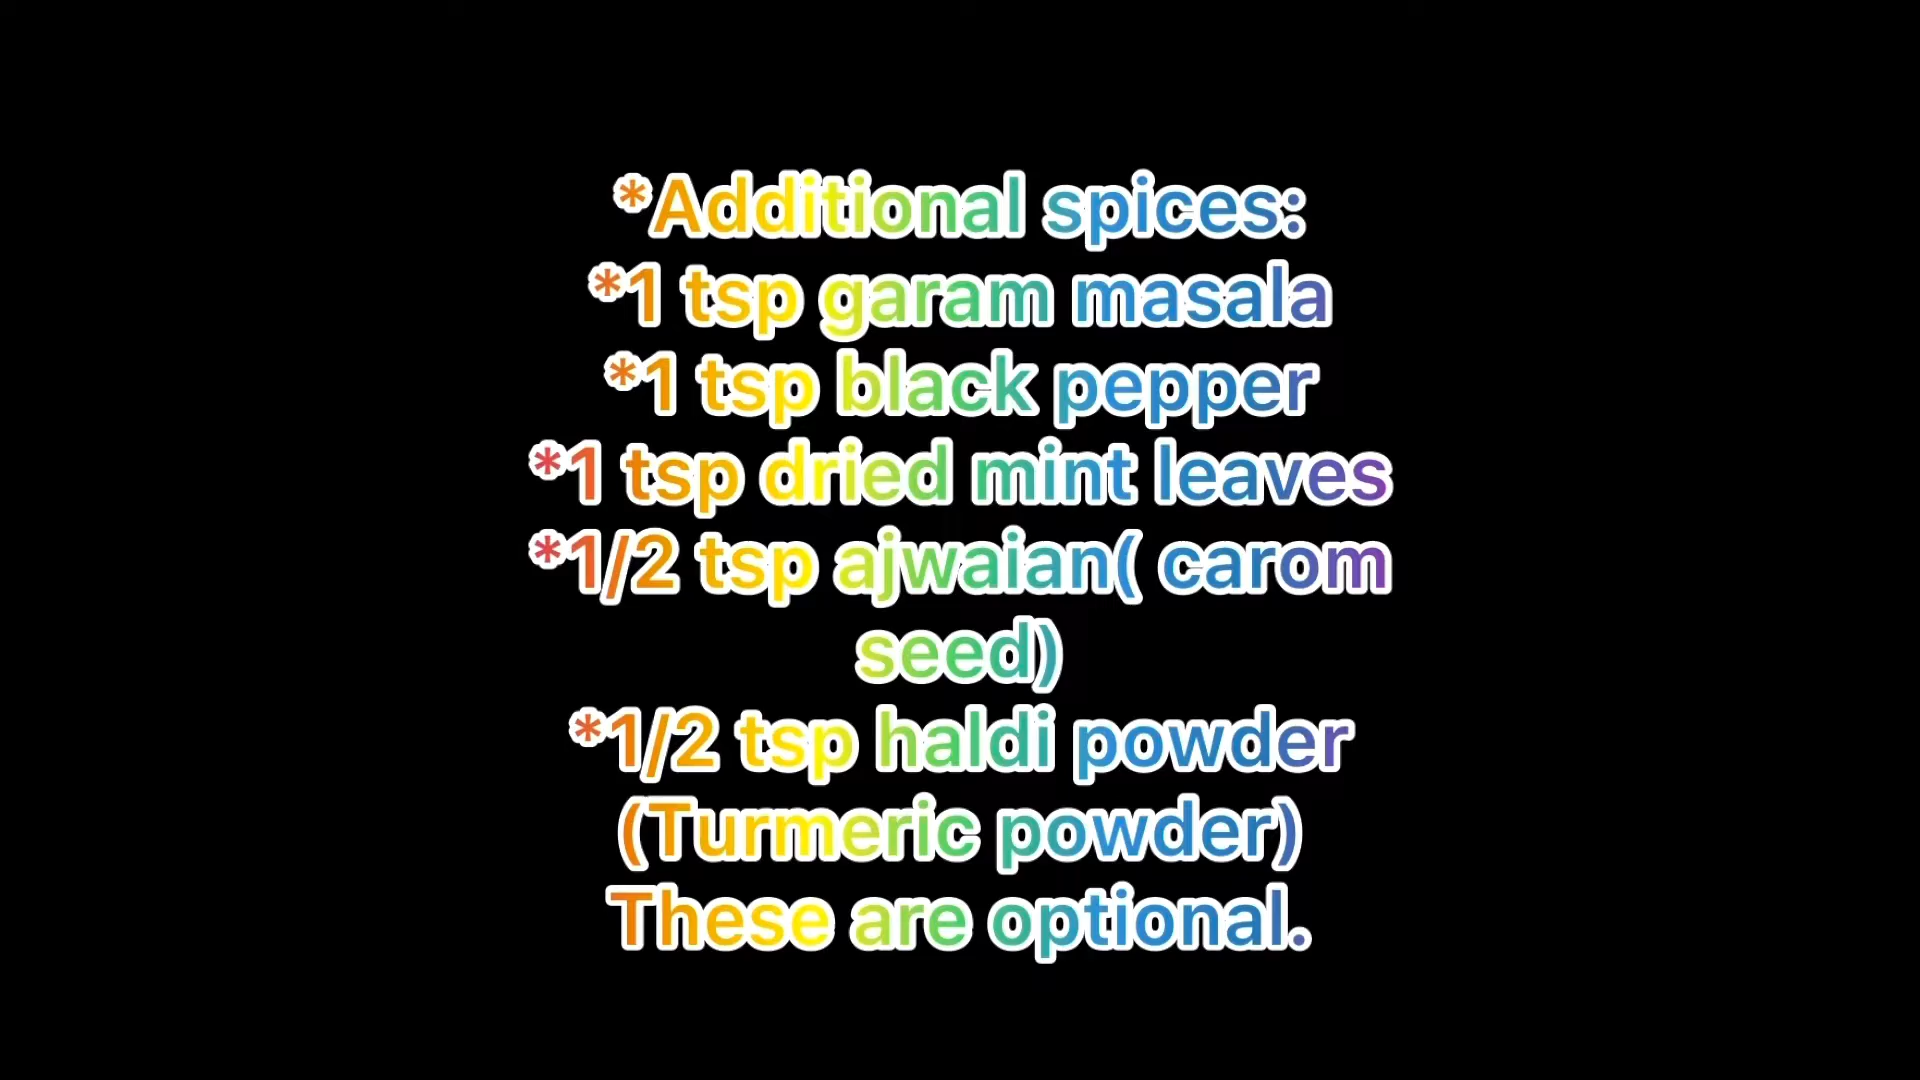 *Additional spices:
*1 tsp garam masala
*1 tsp black pepper
*1 tsp dried mint leaves
*1/2 tsp ajwaian( carom
seed)
*1/2 tsp haldi powder
(Turmeric powder)
These are optional.